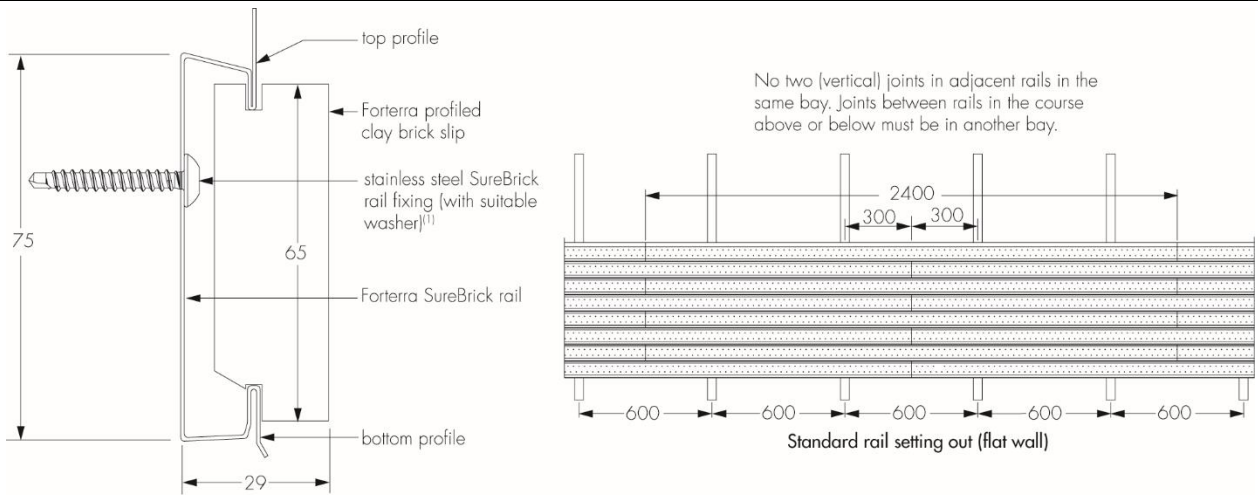 top profile
Forterra profiled
clay brick slip
stainless steel SureBrick
rail fixing (with suitable
washer)(1)
75
65
Forterra SureBrick rail
bottom profile
29
No two (vertical) joints in adjacent rails in the
same bay. Joints between rails in the course
above or below must be in another bay.
2400
300 300
600 600 600 600 600
Standard rail setting out (flat wall)